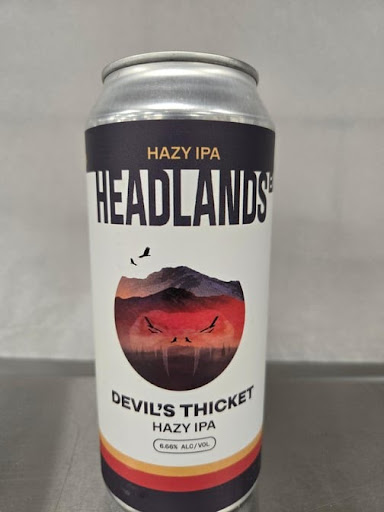 HAZY IPA
HEADLANDS
DEVIL'S THICKET
HAZY IPA
6.66% ALC/VOL